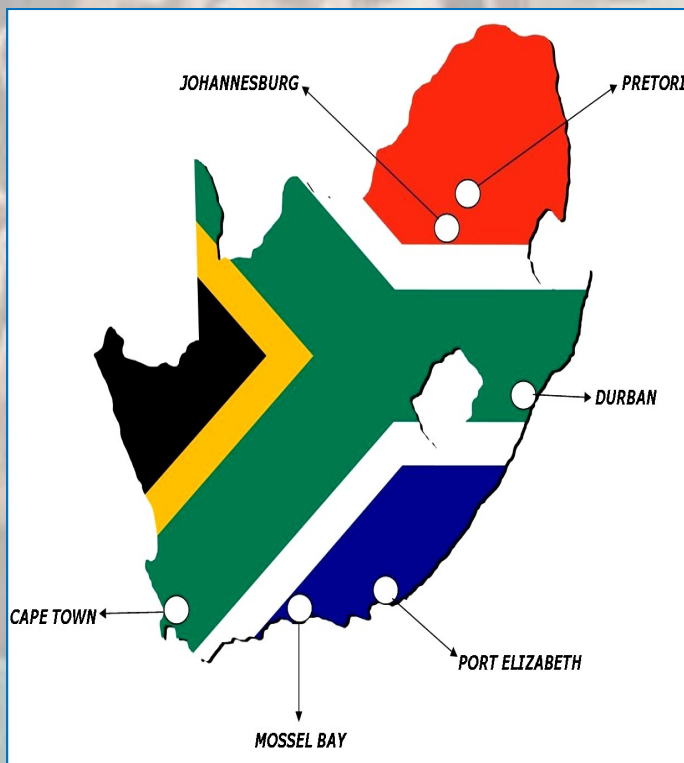 JOHANNESBURG
PRETORI
DURBAN
CAPE TOWN
PORT ELIZABETH
MOSSEL BAY